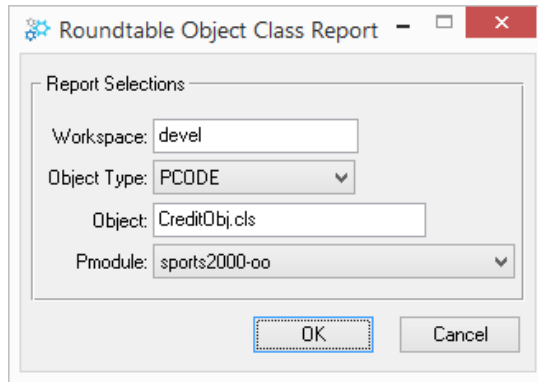 Roundtable Object Class Report
Report Selections
Workspace: devel
Object Type: PCODE
Object: CreditObj.cls
Pmodule: sports2000-oo
OK Cancel